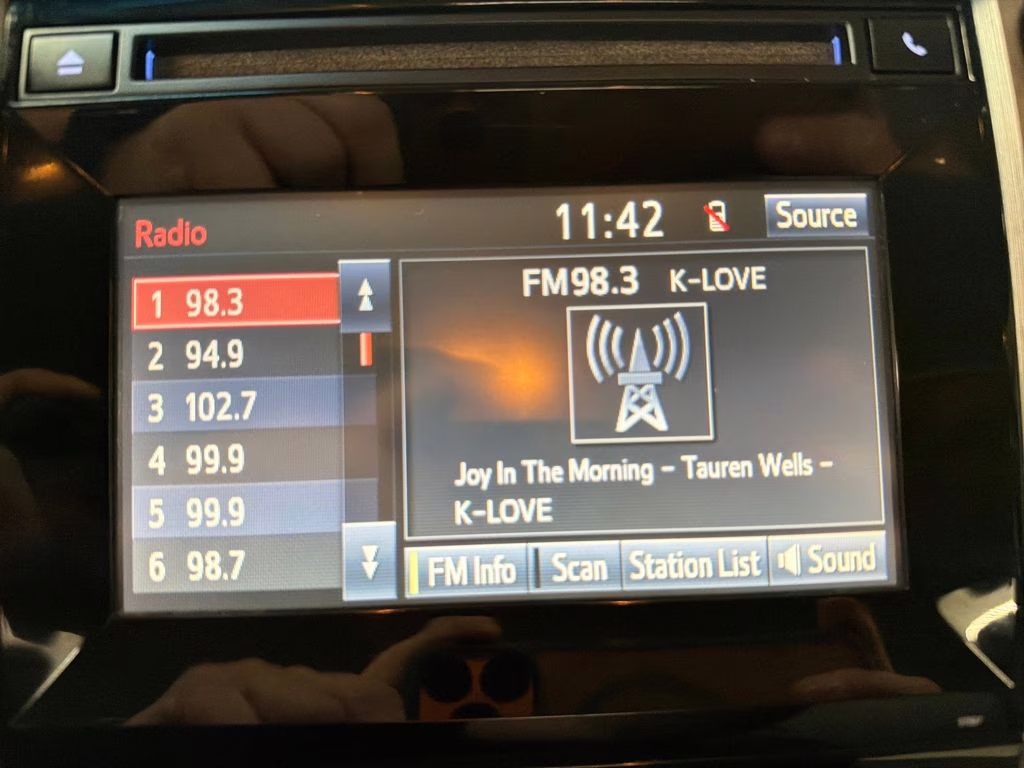 Radio
11:42
Source
1 98.3
2 94.9
3 102.7
4 99.9
5 99.9
6 98.7
FM98.3 K-LOVE
Joy In The Morning - Tauren Wells -
K-LOVE
FM Info
Scan
Station List
Sound